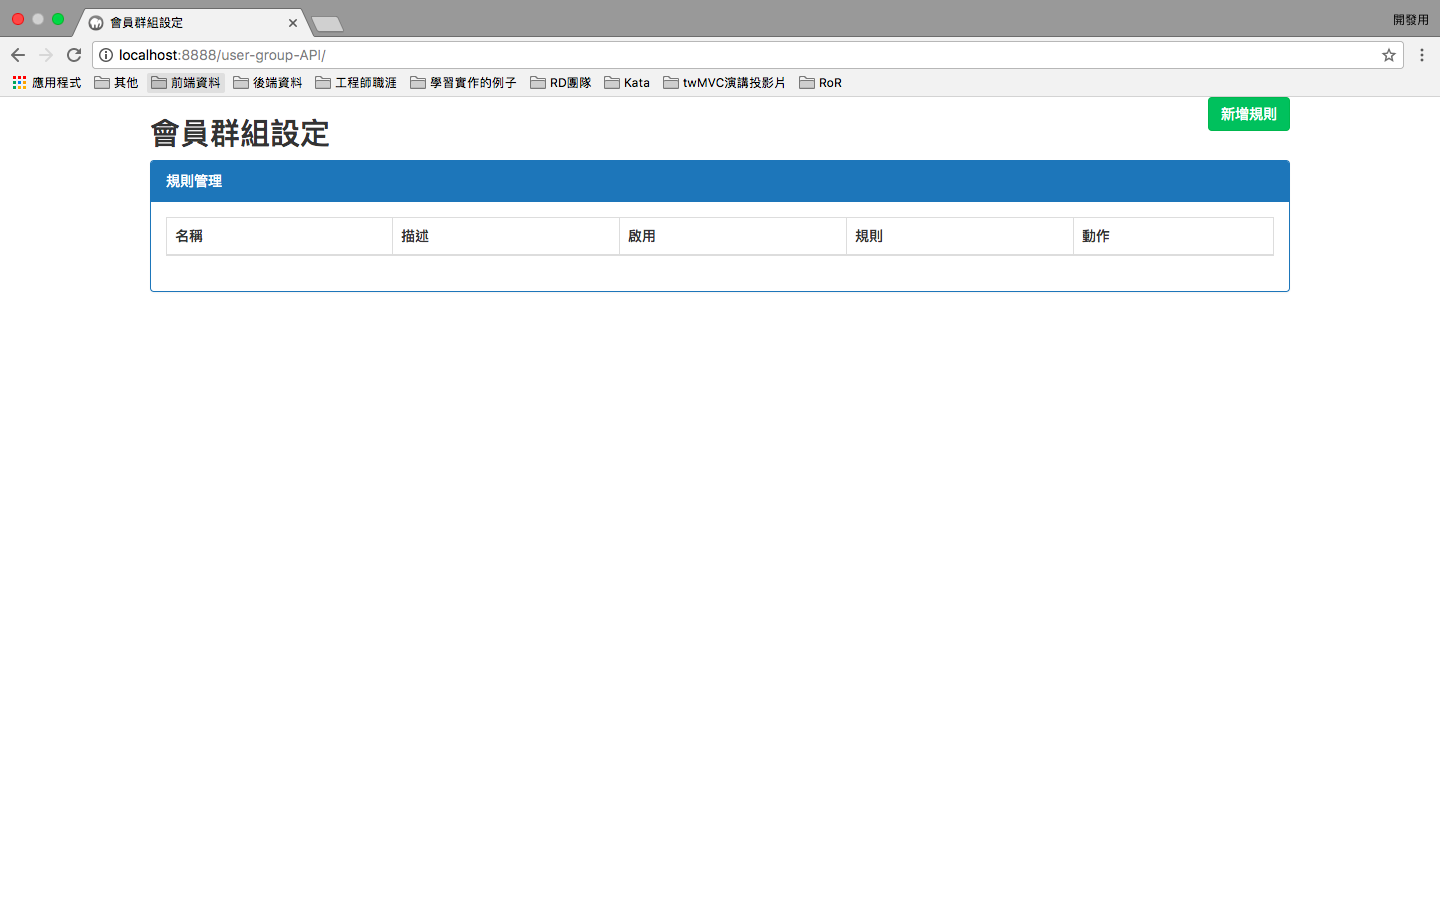 會員群組設定
開發用
localhost:8888/user-group-API/
應用程式 其他 前端資料 後端資料 工程師職涯 學習實作的例子 RD團隊 Kata twMVC演講投影片 RoR
新增規則
會員群組設定
規則管理
名稱 描述 啟用 規則 動作